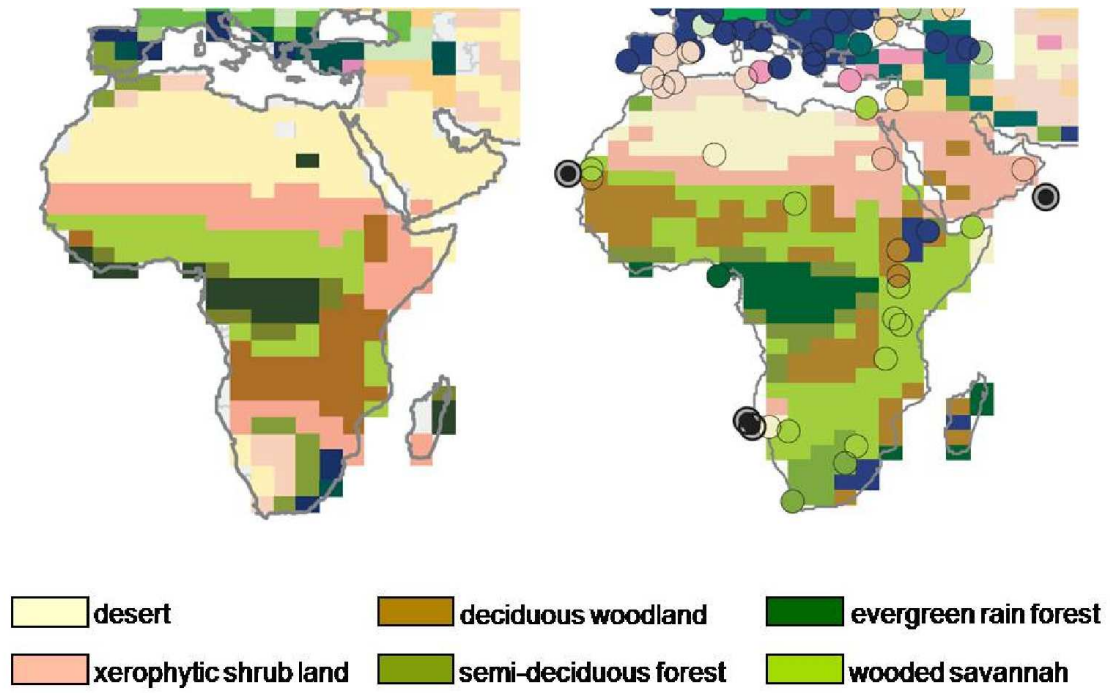 desert
deciduous woodland
evergreen rain forest
xerophytic shrub land
semi-deciduous forest
wooded savannah